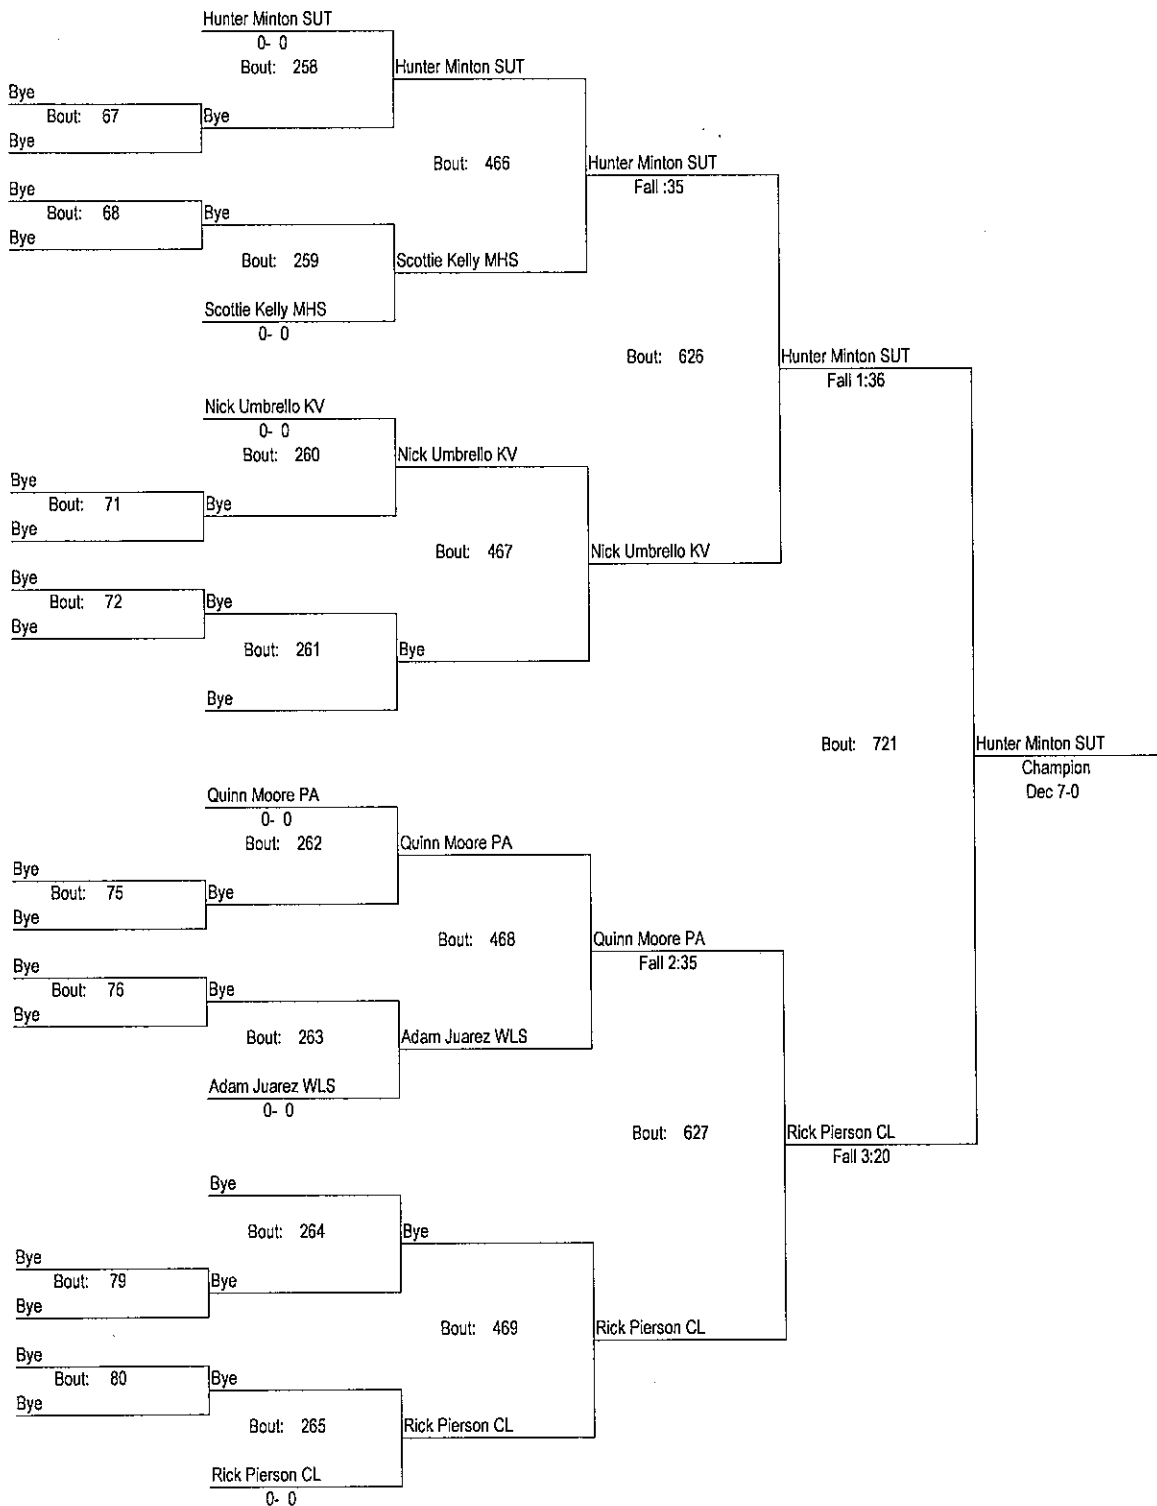 Hunter Minton SUT
0- 0
Bout: 258
Hunter Minton SUT
Bye
Bout: 67
Bye
Bye
Bout: 466
Hunter Minton SUT
Fall :35
Bye
Bout: 68
Bye
Bye
Bout: 259
Scottie Kelly MHS
Scottie Kelly MHS
0- 0
Bout: 626
Hunter Minton SUT
Fall 1:36
Nick Umbrello KV
0- 0
Bout: 260
Nick Umbrello KV
Bye
Bout: 71
Bye
Bye
Bout: 467
Nick Umbrello KV
Bye
Bout: 72
Bye
Bye
Bout: 261
Bye
Bye
Bout: 721
Hunter Minton SUT
Champion
Dec 7-0
Quinn Moore PA
0- 0
Bout: 262
Quinn Moore PA
Bye
Bout: 75
Bye
Bye
Bout: 468
Quinn Moore PA
Fall 2:35
Bye
Bout: 76
Bye
Bye
Bout: 263
Adam Juarez WLS
Adam Juarez WLS
0- 0
Bout: 627
Rick Pierson CL
Fall 3:20
Bye
Bout: 264
Bye
Bye
Bout: 79
Bye
Bye
Bout: 469
Rick Pierson CL
Bye
Bout: 80
Bye
Bye
Bout: 265
Rick Pierson CL
Rick Pierson CL
0- 0